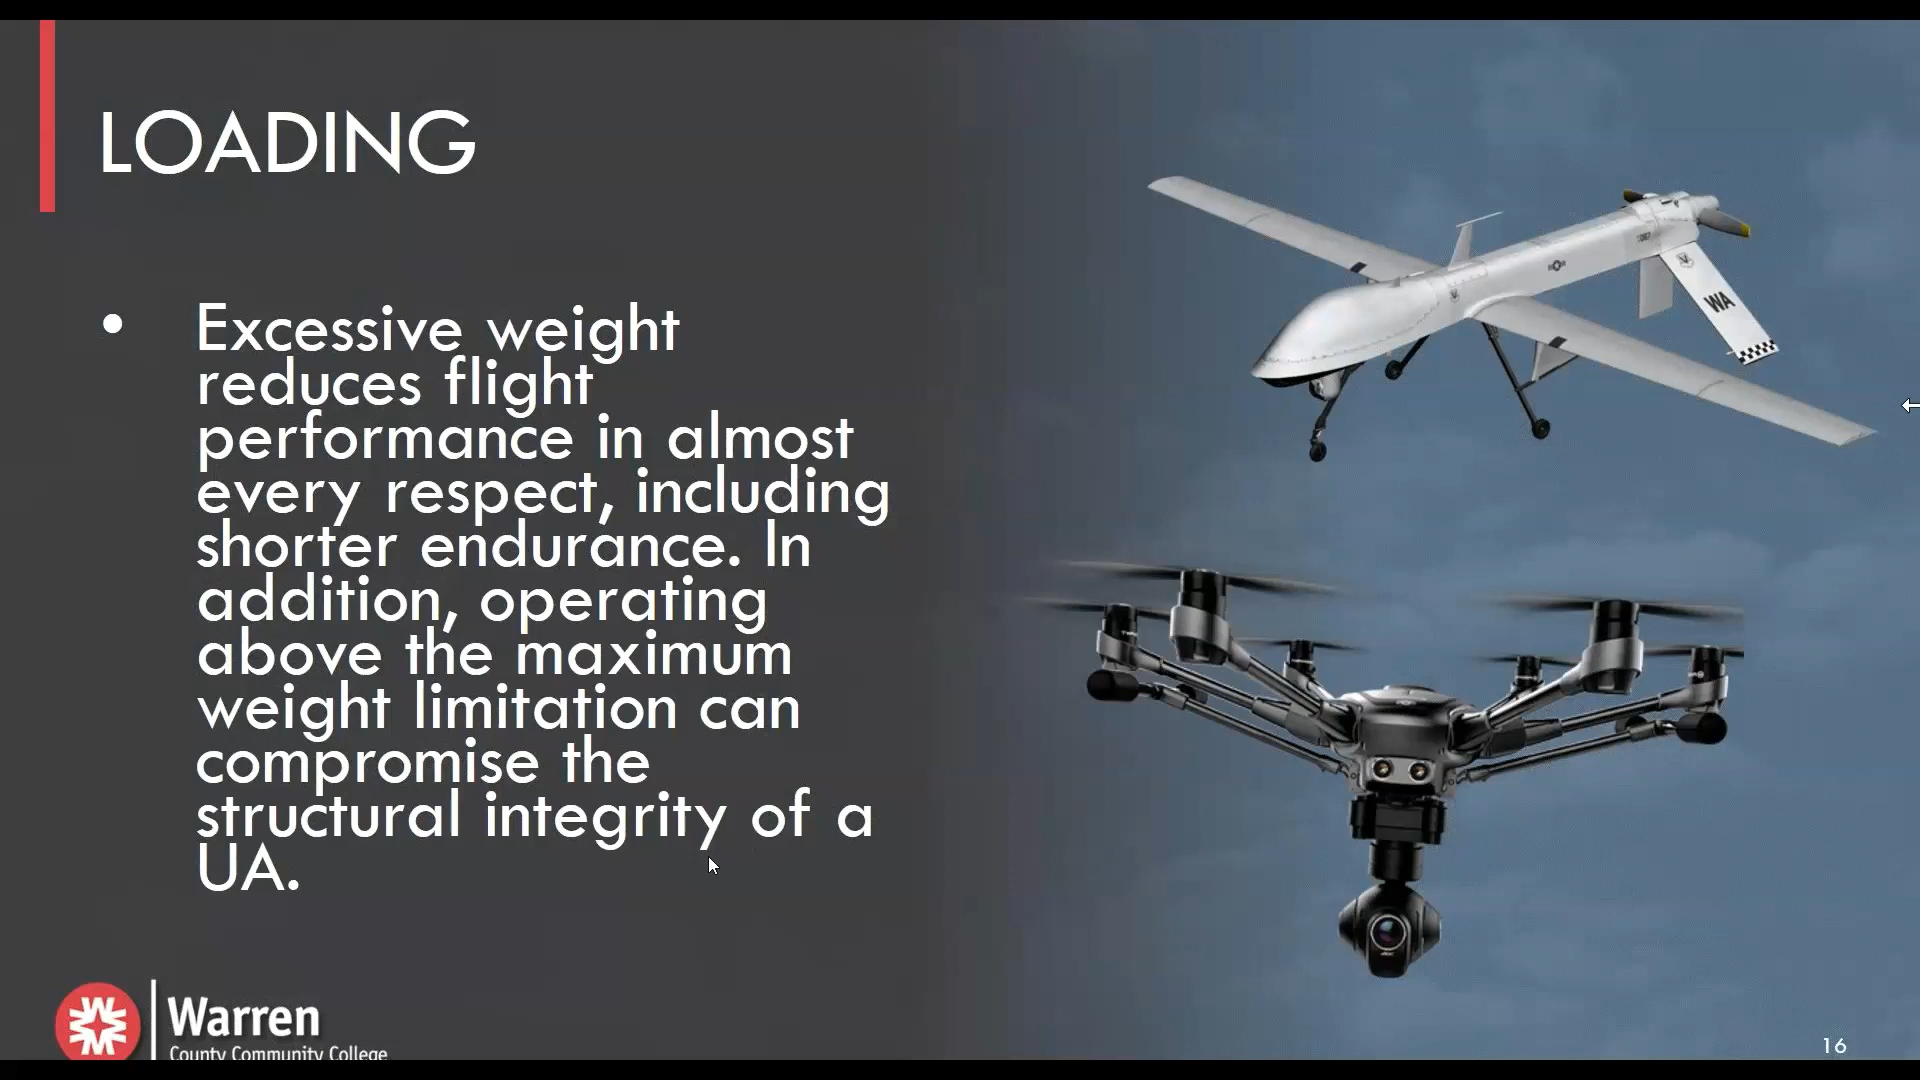 LOADING
• Excessive weight
reduces flight
performance in almost
every respect, including
shorter endurance. In
addition, operating
above the maximum
weight limitation can
compromise the
structural integrity of a
UA.
WA
Warren
County Community College
16